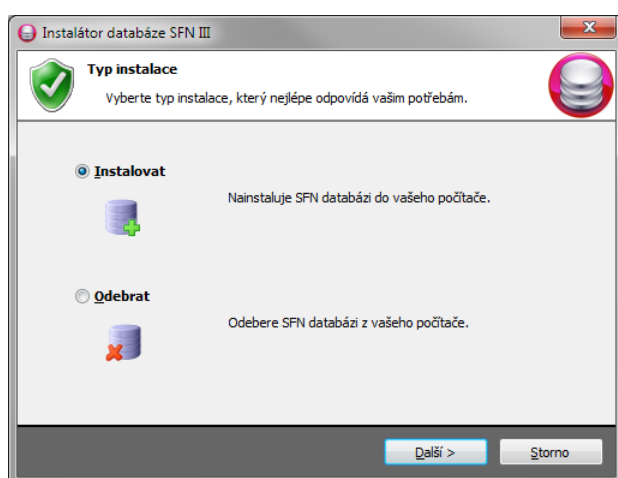 Instalátor databáze SFN III
Typ instalace
Vyberte typ instalace, který nejlépe odpovídá vašim potřebám.
Instalovat
Nainstaluje SFN databázi do vašeho počítače.
Odebrat
Odebere SFN databázi z vašeho počítače.
Další >
Storno